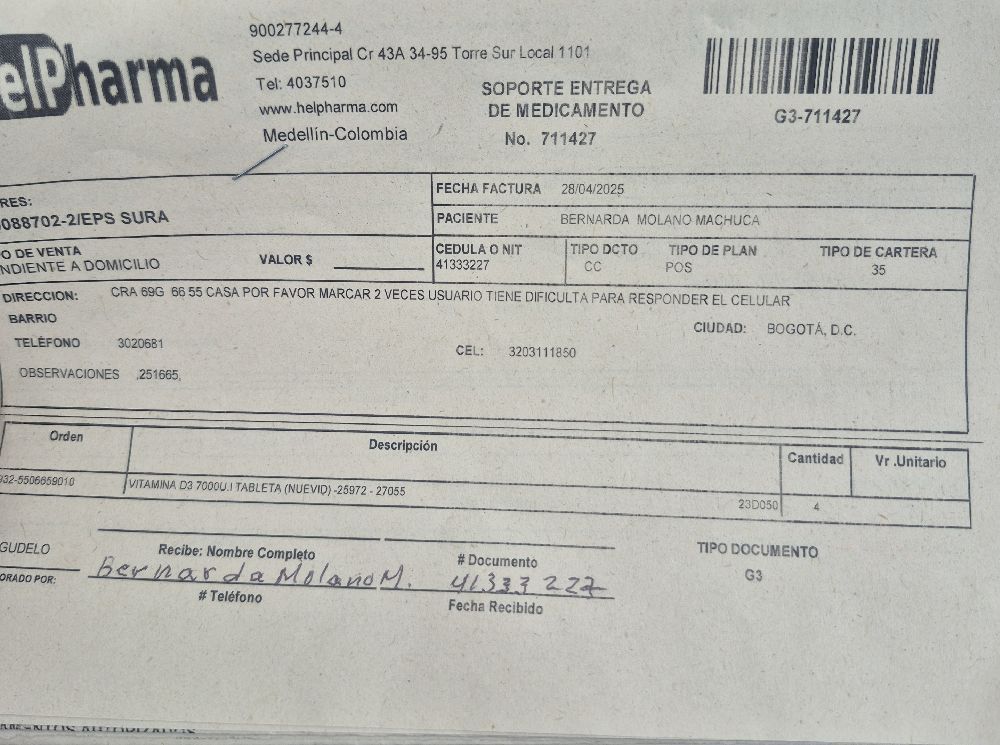 elPharma
900277244-4
Sede Principal Cr 43A 34-95 Torre Sur Local 1101
Tel: 4037510
www.helpharma.com
Medellín-Colombia
SOPORTE ENTREGA
DE MEDICAMENTO
No. 711427
G3-711427
RES:
088702-2/EPS SURA
FECHA FACTURA 28/04/2025
PACIENTE BERNARDA MOLANO MACHUCA
O DE VENTA
NDIENTE A DOMICILIO
VALOR $
CEDULA O NIT
41333227
TIPO DCTO
CC
TIPO DE PLAN
POS
TIPO DE CARTERA
35
DIRECCION: CRA 69G 66 55 CASA POR FAVOR MARCAR 2 VECES USUARIO TIENE DIFICULTA PARA RESPONDER EL CELULAR
BARRIO
CIUDAD: BOGOTÁ, D.C.
TELÉFONO 3020681
CEL: 3203111850
OBSERVACIONES ,251665,
Orden Descripción Cantidad Vr .Unitario
932-5506659010 VITAMINA D3 7000U.I TABLETA (NUEVID) -25972 - 27055
23D050 4
GUDELO
ORADO POR:
Recibe: Nombre Completo
# Documento
TIPO DOCUMENTO
G3
Bernarda Molano M. 41333227
# Teléfono
Fecha Recibido